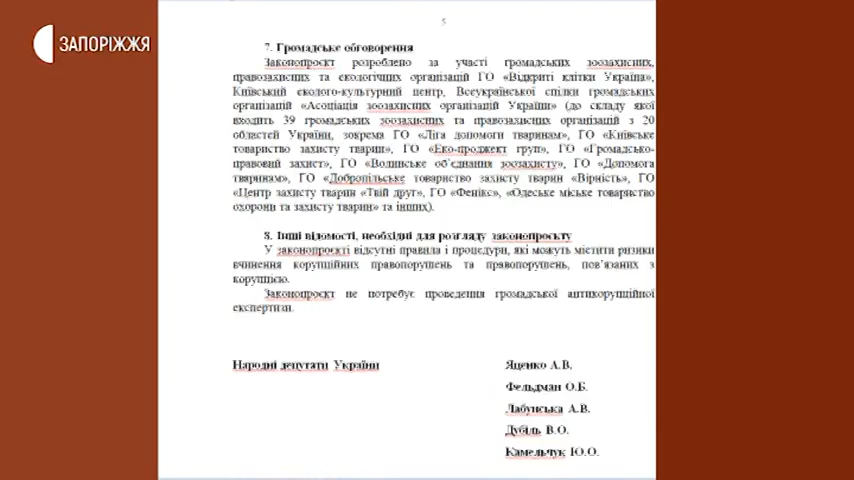 ЗАПОРІЖЖЯ
5
7. Громадське обговорення
Законопроєкт розроблено за участі громадських зоозахисних,
правозахисних та екологічних організацій ГО «Відкриті клітки Україна»,
Київський еколого-культурний центр, Всеукраїнської спілки громадських
організацій «Асоціація зоозахисних організацій України» (до складу якої
входить 39 громадських зоозахисних та правозахисних організацій з 20
областей України, зокрема ГО «Ліга допомоги тваринам», ГО «Київське
товариство захисту тварин», ГО «Еко-проджект груп», ГО «Громадсько-
правовий захист», ГО «Волинське об’єднання зоозахисту», ГО «Допомога
тваринам», ГО «Добропільське товариство захисту тварин «Вірність», ГО
«Центр захисту тварин «Твій друг», ГО «Фенікс», «Одеське міське товариство
охорони та захисту тварин» та інших).
8. Інші відомості, необхідні для розгляду законопроєкту
У законопроєкті відсутні правила і процедури, які можуть містити ризики
вчинення корупційних правопорушень та правопорушень, пов’язаних з
корупцією.
Законопроєкт не потребує проведення громадської антикорупційної
експертизи.
Народні депутати України
Яценко А.В.
Фельдман О.Б.
Лабунська А.В.
Дубіль В.О.
Камельчук Ю.О.